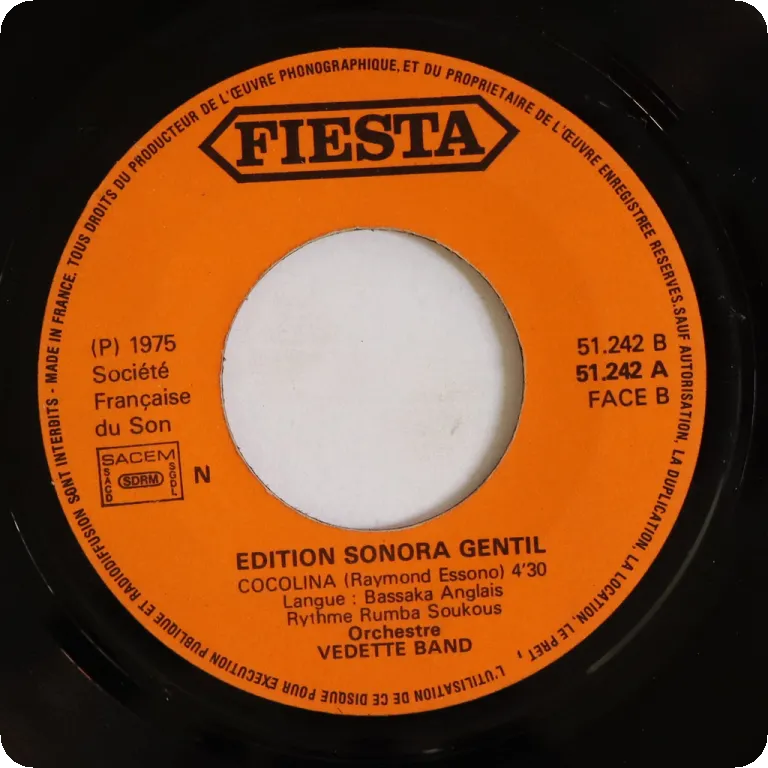 MADE IN FRANCE. TOUS DROITS DU PRODUCTEUR DE L'ŒUVRE PHONOGRAPHIQUE, ET DU PROPRIETAIRE DE L'ŒUVRE ENREGISTREE RESERVES. SAUF AUTORISATION, LA DUPLICATION, LA LOCATION, LE PRET, L'UTILISATION DE CE DISQUE POUR EXECUTION PUBLIQUE ET RADIODIFFUSION SONT INTERDITS -
FIESTA
(P) 1975
Société
Française
du Son
SACEM
SACD
SDRM
SGDL
N
51.242 B
51.242 A
FACE B
EDITION SONORA GENTIL
COCOLINA (Raymond Essono) 4'30
Langue : Bassaka Anglais
Rythme Rumba Soukous
Orchestre
VEDETTE BAND